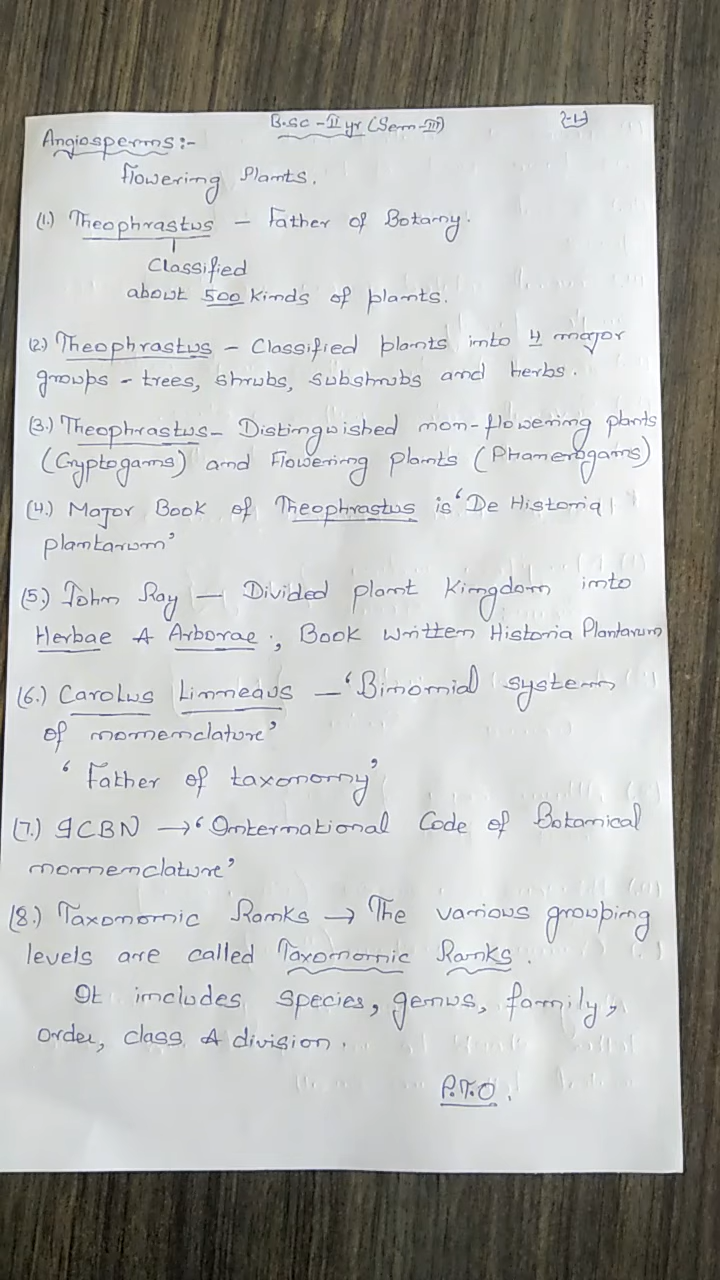 B.Sc - II yr (Sem-III)
Angiosperms:-
Flowering Plants.
(1.) Theophrastus - Father of Botany.
Classified
about 500 kinds of plants.
(2.) Theophrastus - Classified plants into 4 major
groups - trees, shrubs, subshrubs and herbs.
(3.) Theophrastus - Distinguished non-flowering plants
(Cryptogams) and Flowering Plants (Phanerogams)
(4.) Major Book of Theophrastus is 'De Historia
plantarum'
(5.) John Ray - Divided plant Kingdom into
Herbae & Arborae., Book written Historia Plantarum
(6.) Carolus Linneaus - 'Binomial system
of nomenclature'
'Father of taxonomy'
(7.) ICBN → 'International Code of Botanical
nomenclature'
(8.) Taxonomic Ranks → The various grouping
levels are called Taxonomic Ranks.
It includes species, genus, family,
order, class & division.
P.T.O.